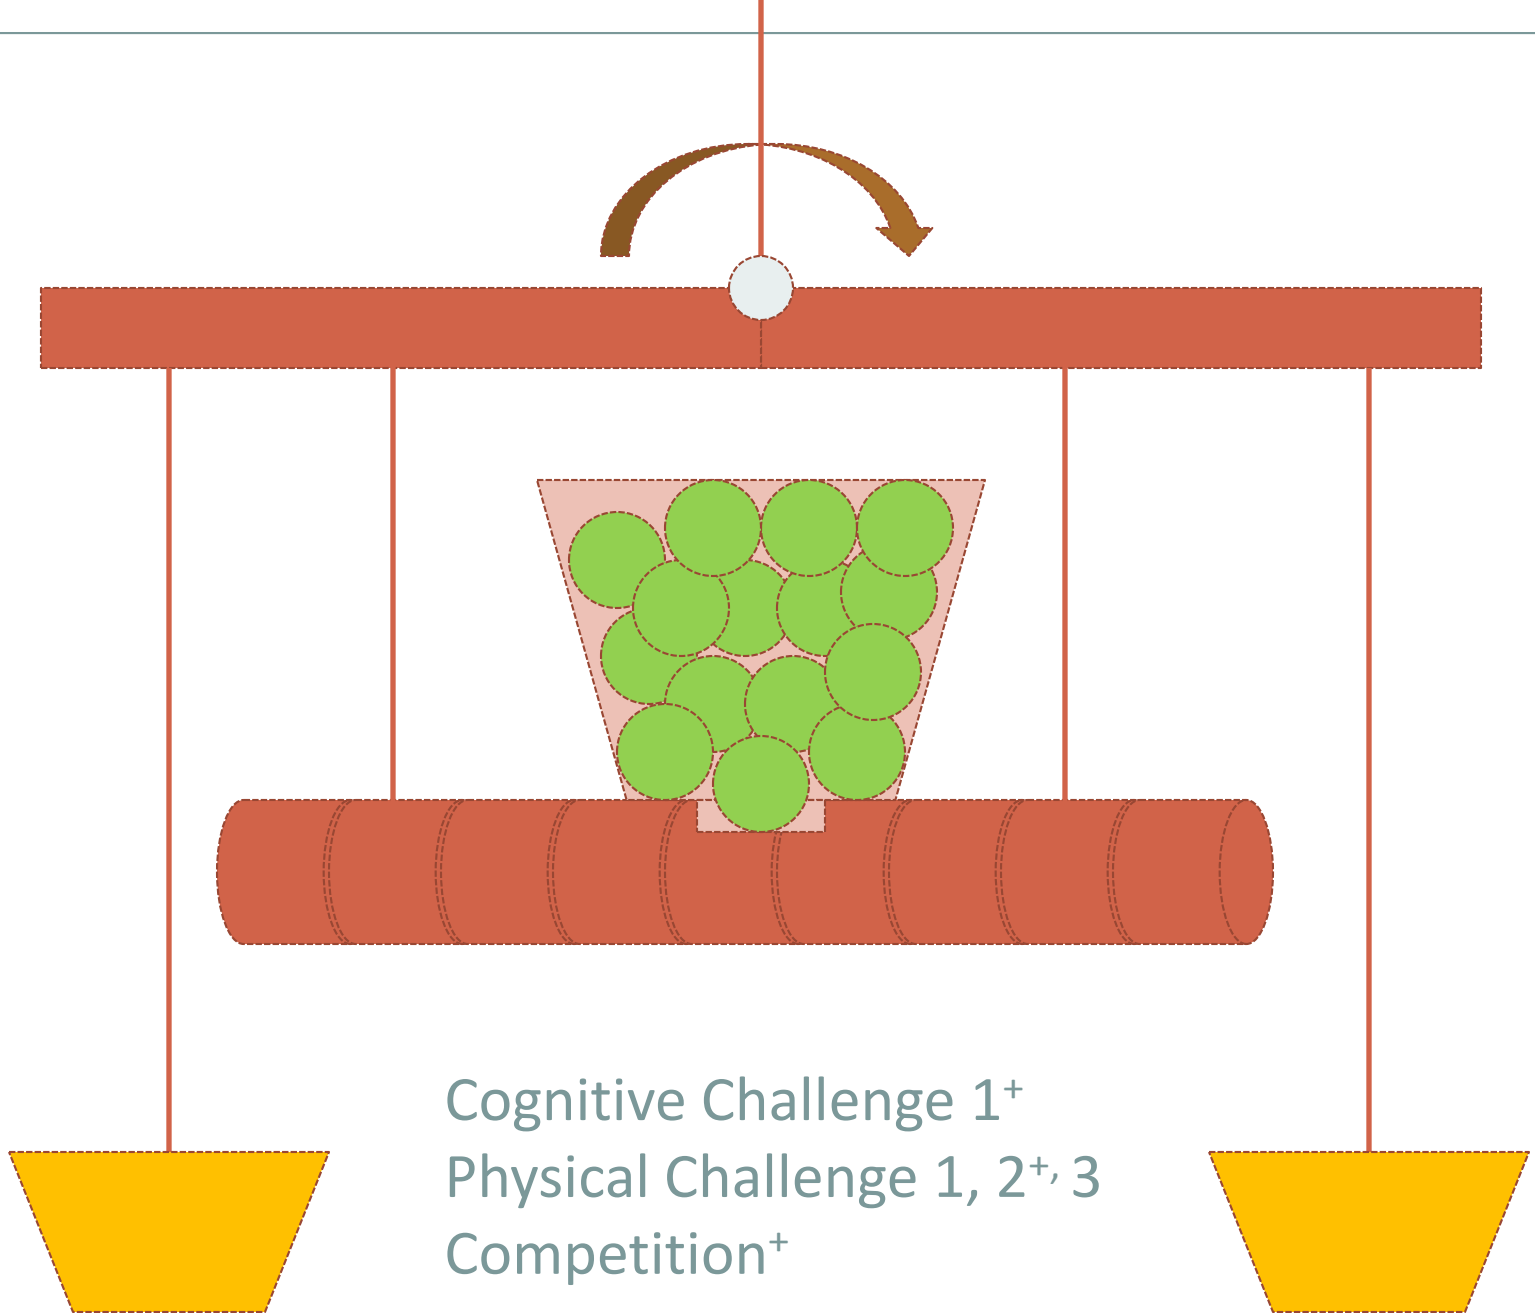 Cognitive Challenge 1⁺
Physical Challenge 1, 2⁺, 3
Competition⁺